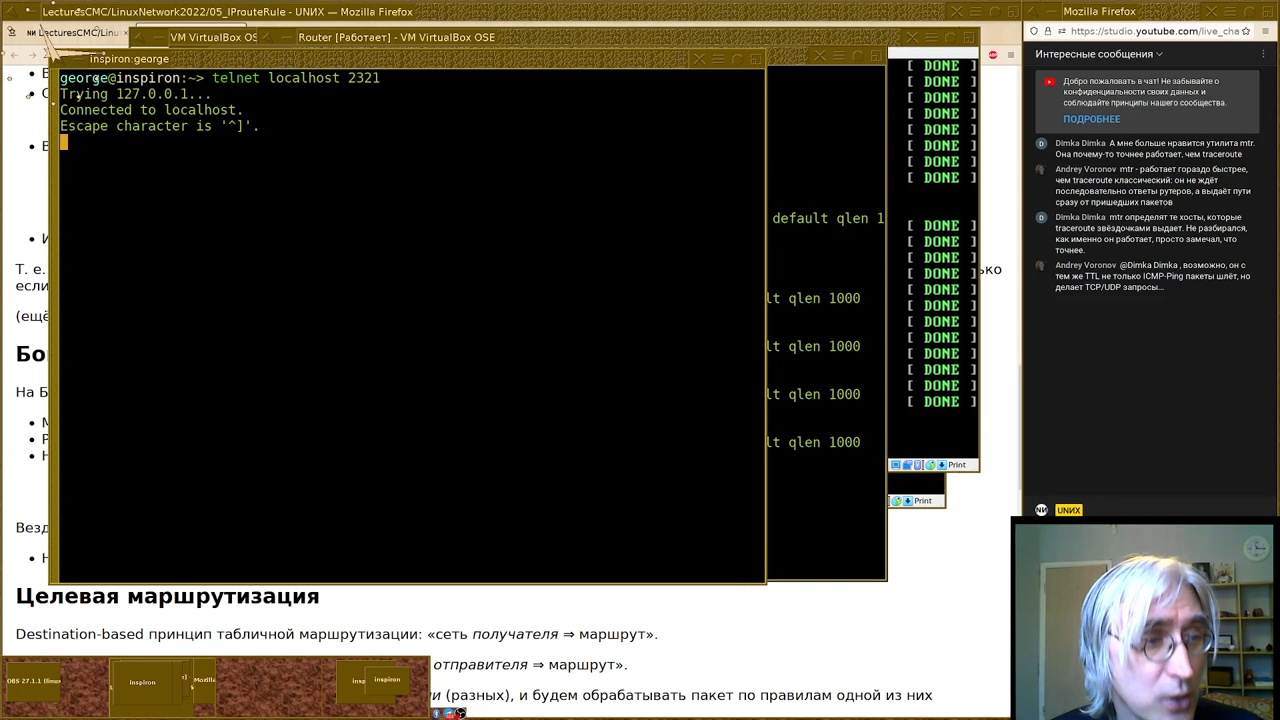 LecturesCMC/LinuxNetwork2022/05_IProuteRule - UNИX — Mozilla Firefox
Mozilla Firefox
LecturesCMC/Linux
VM VirtualBox OS
Router [Работает] - VM VirtualBox OSE
https://studio.youtube.com/live_cha
inspiron:george
Интересные сообщения
george@inspiron:~> telnet localhost 2321
Trying 127.0.0.1...
Connected to localhost.
Escape character is '^]'.
[ DONE ]
[ DONE ]
[ DONE ]
[ DONE ]
[ DONE ]
[ DONE ]
[ DONE ]
[ DONE ]
default qlen 1
[ DONE ]
[ DONE ]
[ DONE ]
[ DONE ]
[ DONE ]
[ DONE ]
[ DONE ]
[ DONE ]
[ DONE ]
[ DONE ]
[ DONE ]
[ DONE ]
lt qlen 1000
lt qlen 1000
lt qlen 1000
lt qlen 1000
Print
Print
Добро пожаловать в чат! Не забывайте о
конфиденциальности своих данных и
соблюдайте принципы нашего сообщества.
ПОДРОБНЕЕ
Dimka Dimka А мне больше нравится утилита mtr.
Она почему-то точнее работает, чем traceroute
Andrey Voronov mtr - работает гораздо быстрее,
чем traceroute классический: он не ждёт
последовательно ответы рутеров, а выдаёт пути
сразу от пришедших пакетов
Dimka Dimka mtr определят те хосты, которые
traceroute звёздочками выдает. Не разбирался,
как именно он работает, просто замечал, что
точнее.
Andrey Voronov @Dimka Dimka , возможно, он с
тем же TTL не только ICMP-Ping пакеты шлёт, но
делает TCP/UDP запросы...
UNИX
Т. е.
ько
если
(ещё
Бо
На Б
Везд
Целевая маршрутизация
Destination-based принцип табличной маршрутизации: «сеть получателя ⇒ маршрут».
отправителя ⇒ маршрут».
и (разных), и будем обрабатывать пакет по правилам одной из них
OBS 27.1.1 (linux
inspiron
Mozilla
insp
inspiron